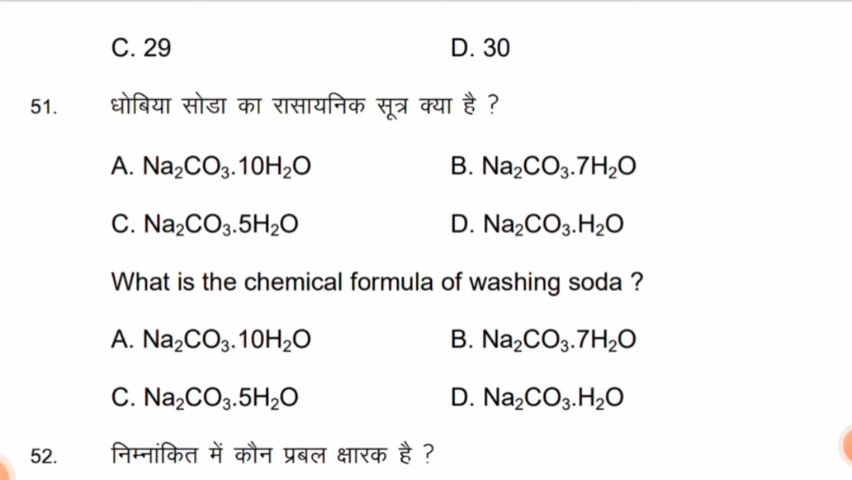 C. 29 D. 30
51. धोबिया सोडा का रासायनिक सूत्र क्या है ?
A. Na₂CO₃.10H₂O B. Na₂CO₃.7H₂O
C. Na₂CO₃.5H₂O D. Na₂CO₃.H₂O
What is the chemical formula of washing soda ?
A. Na₂CO₃.10H₂O B. Na₂CO₃.7H₂O
C. Na₂CO₃.5H₂O D. Na₂CO₃.H₂O
52. निम्नांकित में कौन प्रबल क्षारक है ?